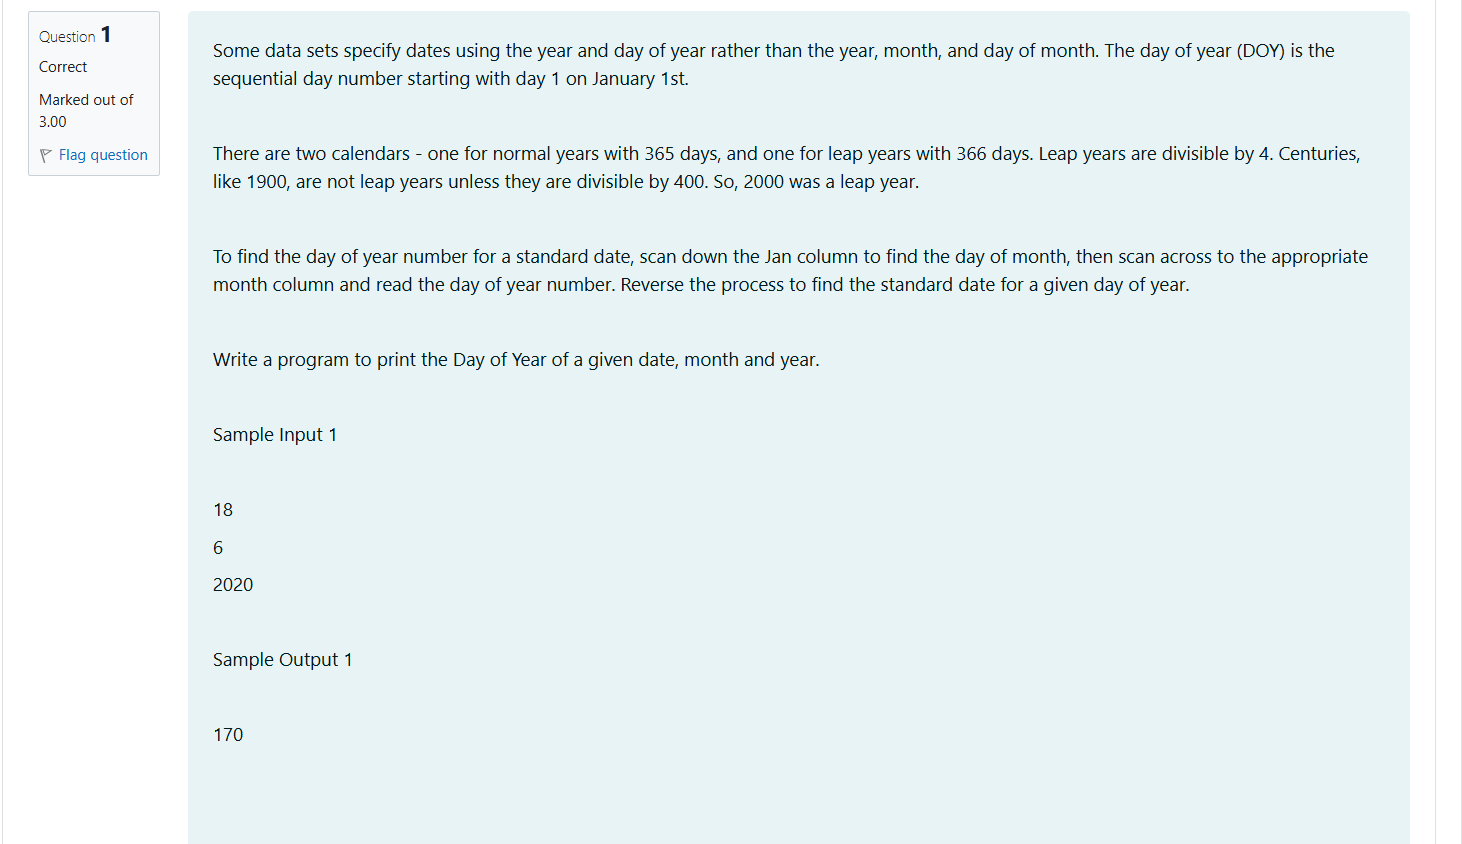 Question 1
Correct
Marked out of
3.00
Flag question
Some data sets specify dates using the year and day of year rather than the year, month, and day of month. The day of year (DOY) is the
sequential day number starting with day 1 on January 1st.
There are two calendars - one for normal years with 365 days, and one for leap years with 366 days. Leap years are divisible by 4. Centuries,
like 1900, are not leap years unless they are divisible by 400. So, 2000 was a leap year.
To find the day of year number for a standard date, scan down the Jan column to find the day of month, then scan across to the appropriate
month column and read the day of year number. Reverse the process to find the standard date for a given day of year.
Write a program to print the Day of Year of a given date, month and year.
Sample Input 1
18
6
2020
Sample Output 1
170